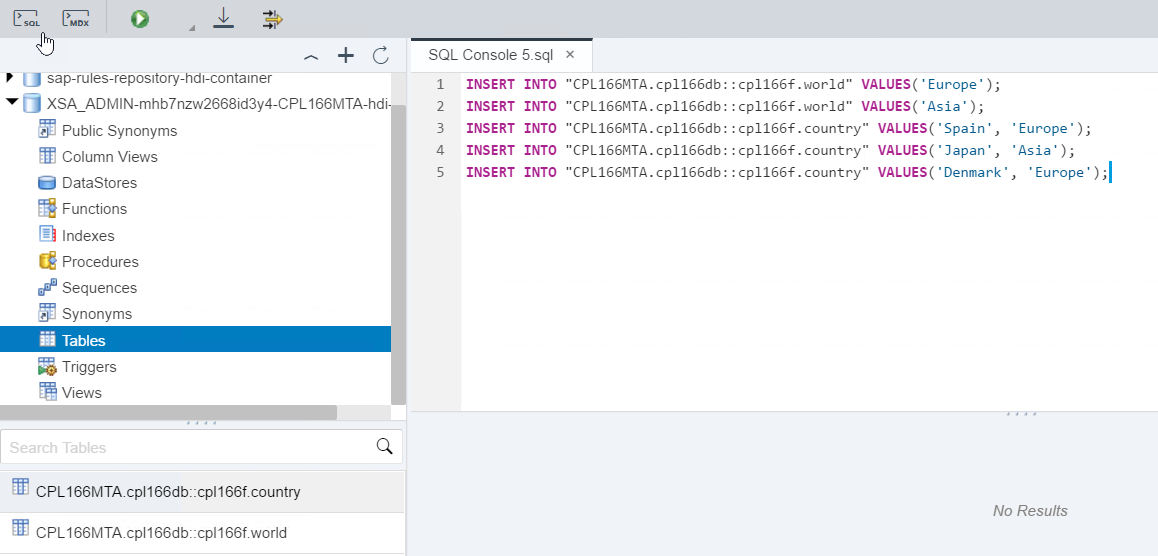 SQL
MDX
SQL Console 5.sql ×
sap-rules-repository-hdi-container
XSA_ADMIN-mhb7nzw2668id3y4-CPL166MTA-hdi-
Public Synonyms
Column Views
DataStores
Functions
Indexes
Procedures
Sequences
Synonyms
Tables
Triggers
Views
Search Tables
CPL166MTA.cpl166db::cpl166f.country
CPL166MTA.cpl166db::cpl166f.world
1 INSERT INTO "CPL166MTA.cpl166db::cpl166f.world" VALUES('Europe');
2 INSERT INTO "CPL166MTA.cpl166db::cpl166f.world" VALUES('Asia');
3 INSERT INTO "CPL166MTA.cpl166db::cpl166f.country" VALUES('Spain', 'Europe');
4 INSERT INTO "CPL166MTA.cpl166db::cpl166f.country" VALUES('Japan', 'Asia');
5 INSERT INTO "CPL166MTA.cpl166db::cpl166f.country" VALUES('Denmark', 'Europe');
No Results